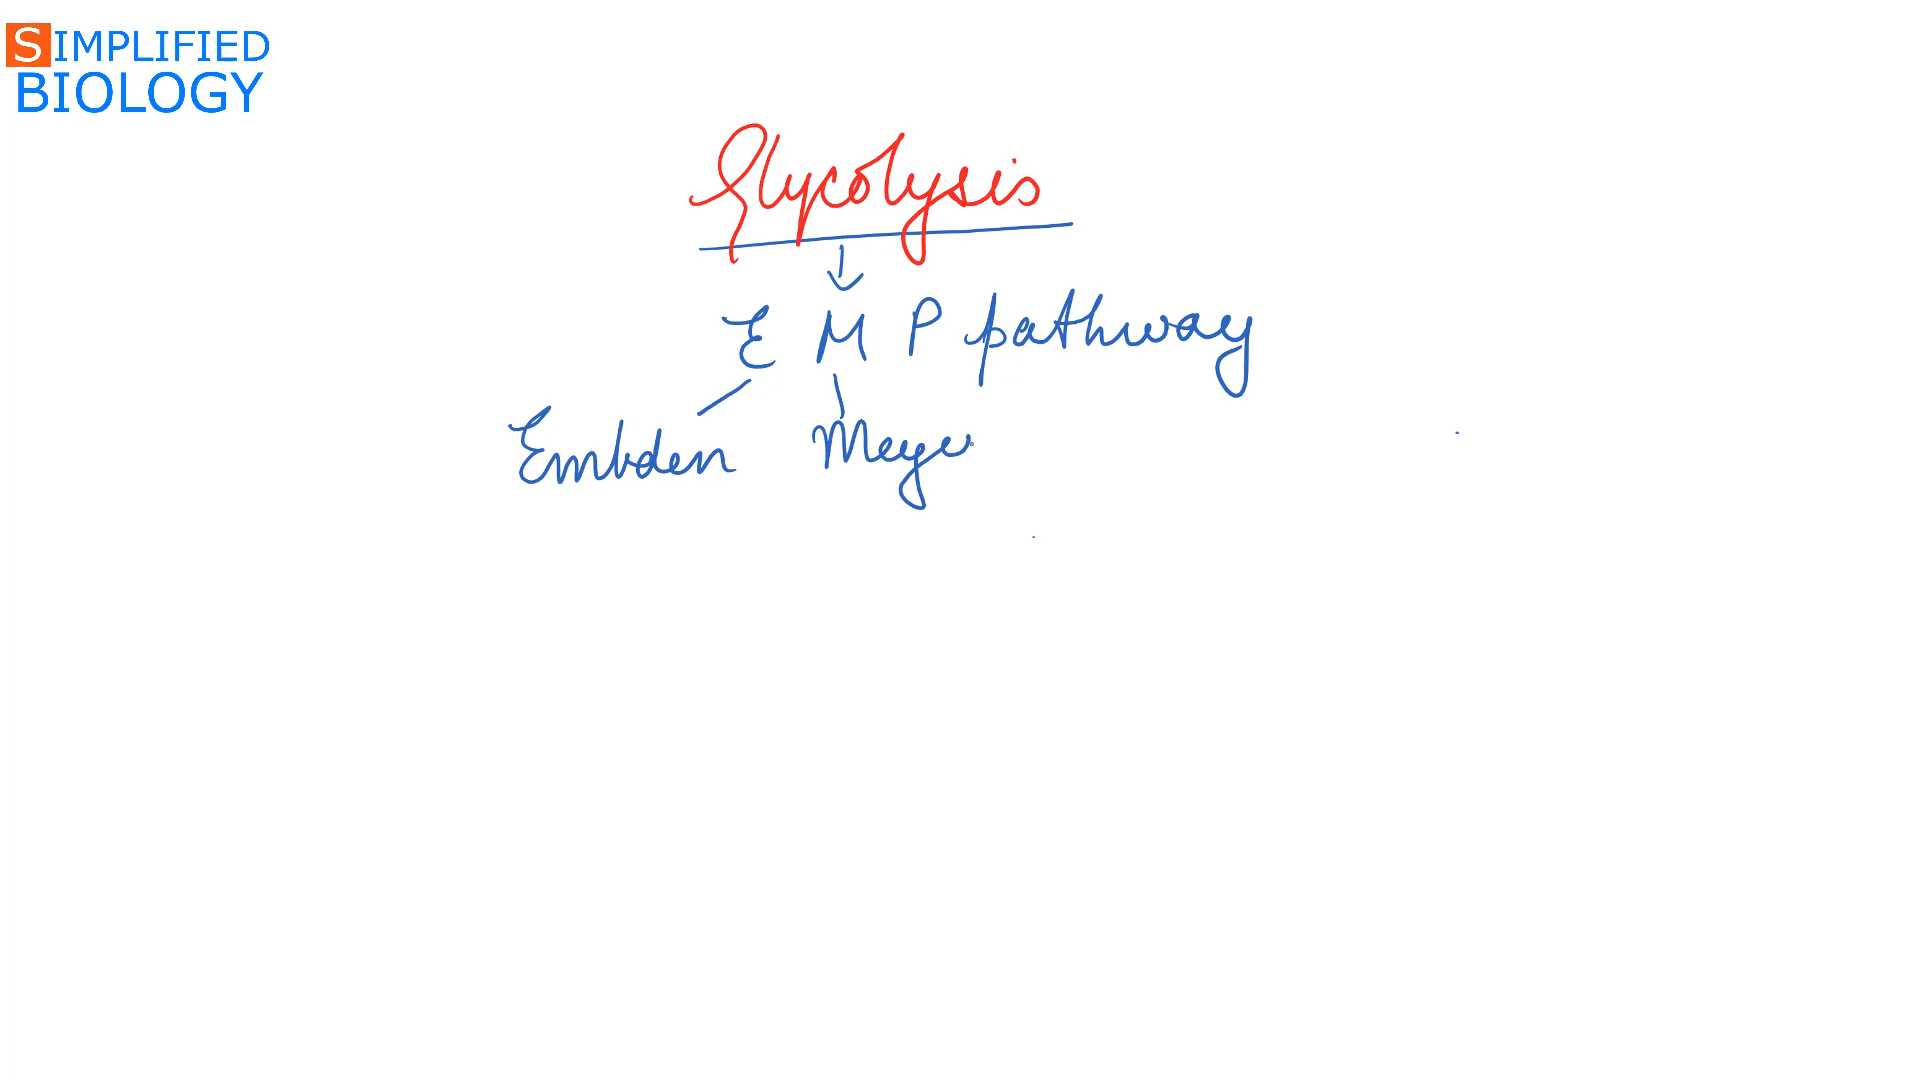 SIMPLIFIED
BIOLOGY
Glycolysis
E M P pathway
Embden Meyer